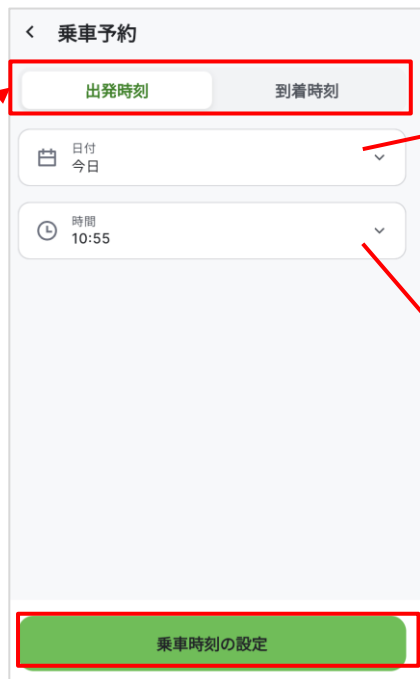 乗車予約
出発時刻 到着時刻
日付
今日
時間
10:55
乗車時刻の設定